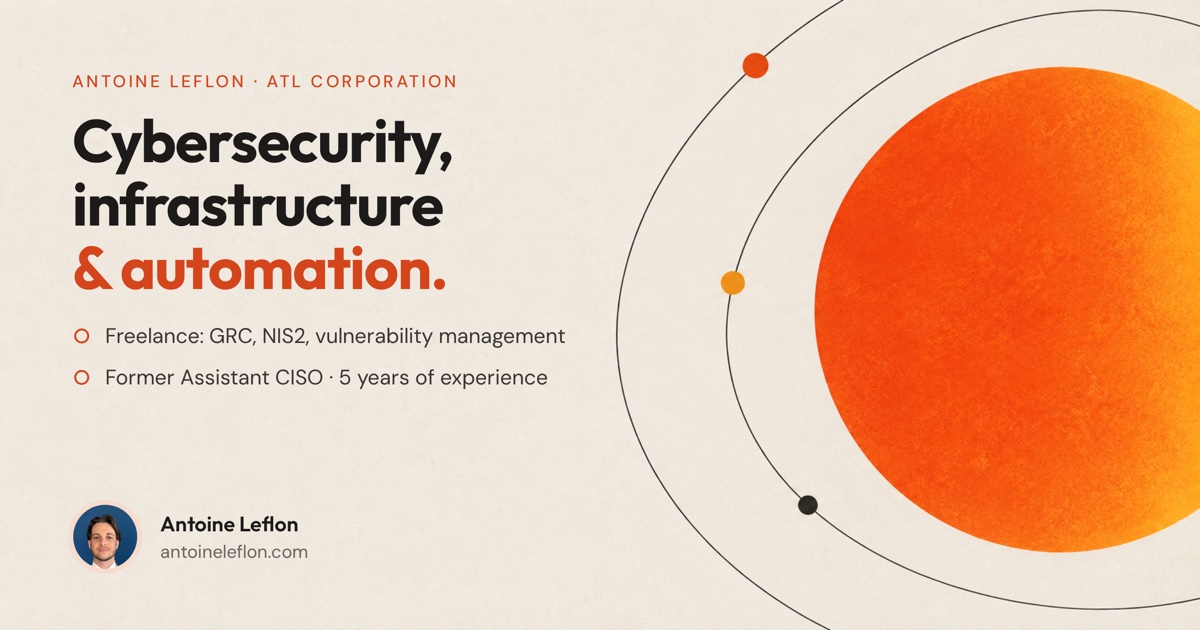 ANTOINE LEFLON · ATL CORPORATION
Cybersecurity,
infrastructure
& automation.
Freelance: GRC, NIS2, vulnerability management
Former Assistant CISO · 5 years of experience
Antoine Leflon
antoineleflon.com